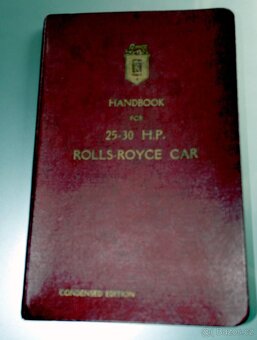 HANDBOOK
FOR
25-30 H.P.
ROLLS-ROYCE CAR
CONDENSED EDITION